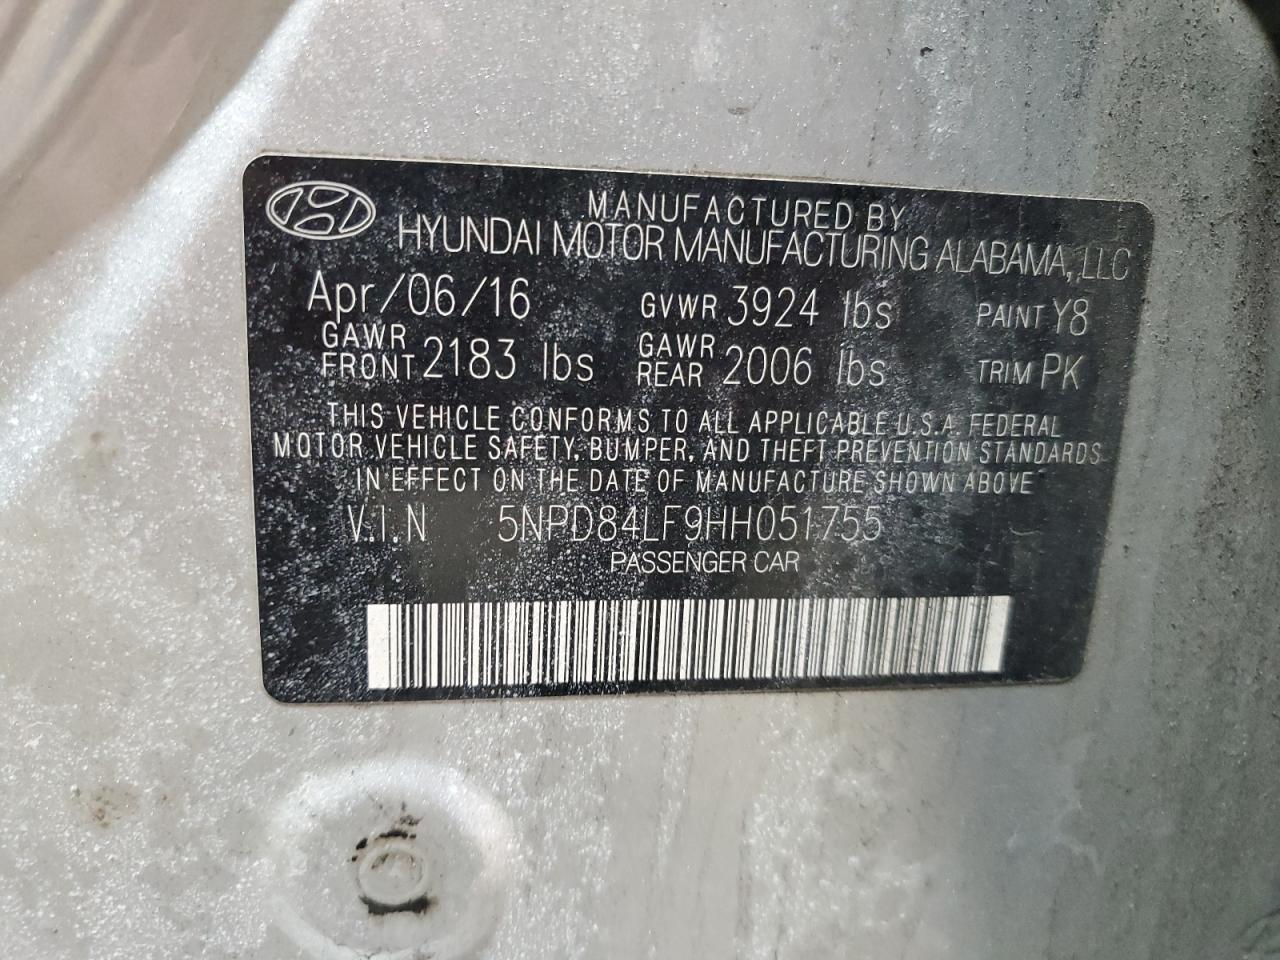 MANUFACTURED BY
HYUNDAI MOTOR MANUFACTURING ALABAMA, LLC
Apr/06/16 GVWR 3924 lbs PAINT Y8
GAWR FRONT 2183 lbs GAWR REAR 2006 lbs TRIM PK
THIS VEHICLE CONFORMS TO ALL APPLICABLE U.S.A. FEDERAL
MOTOR VEHICLE SAFETY, BUMPER, AND THEFT PREVENTION STANDARDS
IN EFFECT ON THE DATE OF MANUFACTURE SHOWN ABOVE
V.I.N 5NPD84LF9HH051755
PASSENGER CAR